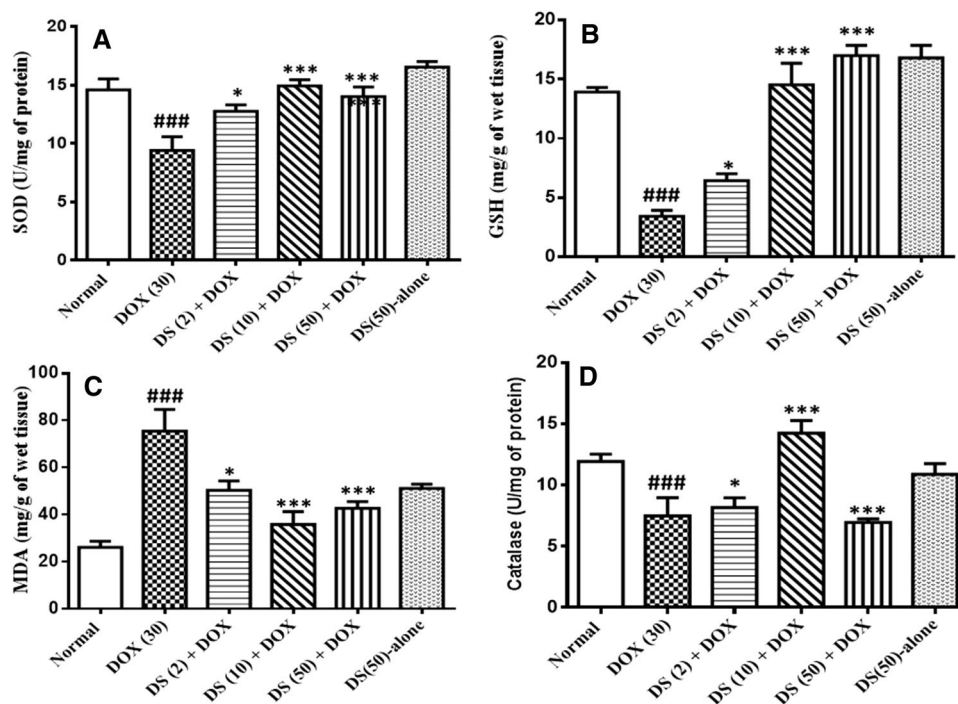 A
SOD (U/mg of protein)
20
15
10
5
0
###
*
***
***
***
Normal
DOX (30)
DS (2) + DOX
DS (10) + DOX
DS (50) + DOX
DS(50)-alone
B
GSH (mg/g of wet tissue)
20
15
10
5
0
###
*
***
***
Normal
DOX (30)
DS (2) + DOX
DS (10) + DOX
DS (50) + DOX
DS (50) -alone
C
MDA (mg/g of wet tissue)
100
80
60
40
20
0
###
*
***
***
Normal
DOX (30)
DS (2) + DOX
DS (10) + DOX
DS (50) + DOX
DS(50)-alone
D
Catalase (U/mg of protein)
20
15
10
5
0
###
*
***
***
Normal
DOX (30)
DS (2) + DOX
DS (10) + DOX
DS (50) + DOX
DS(50)-alone